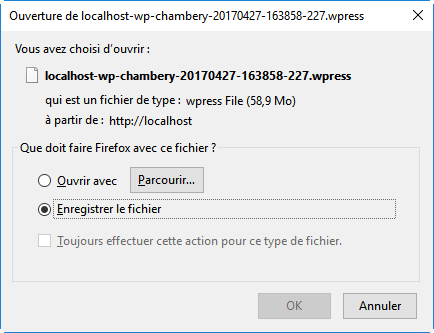 Ouverture de localhost-wp-chambery-20170427-163858-227.wpress
Vous avez choisi d'ouvrir :
localhost-wp-chambery-20170427-163858-227.wpress
qui est un fichier de type : wpress File (58,9 Mo)
à partir de : http://localhost
Que doit faire Firefox avec ce fichier ?
Ouvrir avec Parcourir...
Enregistrer le fichier
Toujours effectuer cette action pour ce type de fichier.
OK Annuler